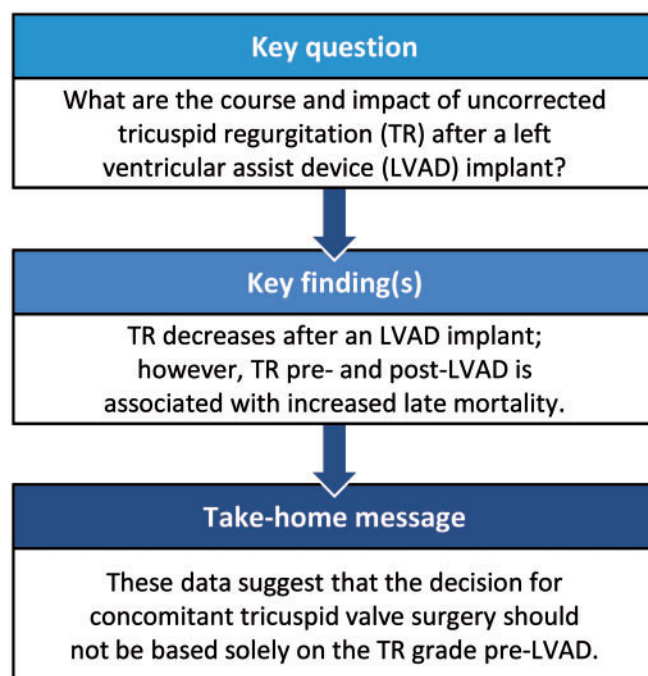 Key question
What are the course and impact of uncorrected
tricuspid regurgitation (TR) after a left
ventricular assist device (LVAD) implant?
Key finding(s)
TR decreases after an LVAD implant;
however, TR pre- and post-LVAD is
associated with increased late mortality.
Take-home message
These data suggest that the decision for
concomitant tricuspid valve surgery should
not be based solely on the TR grade pre-LVAD.